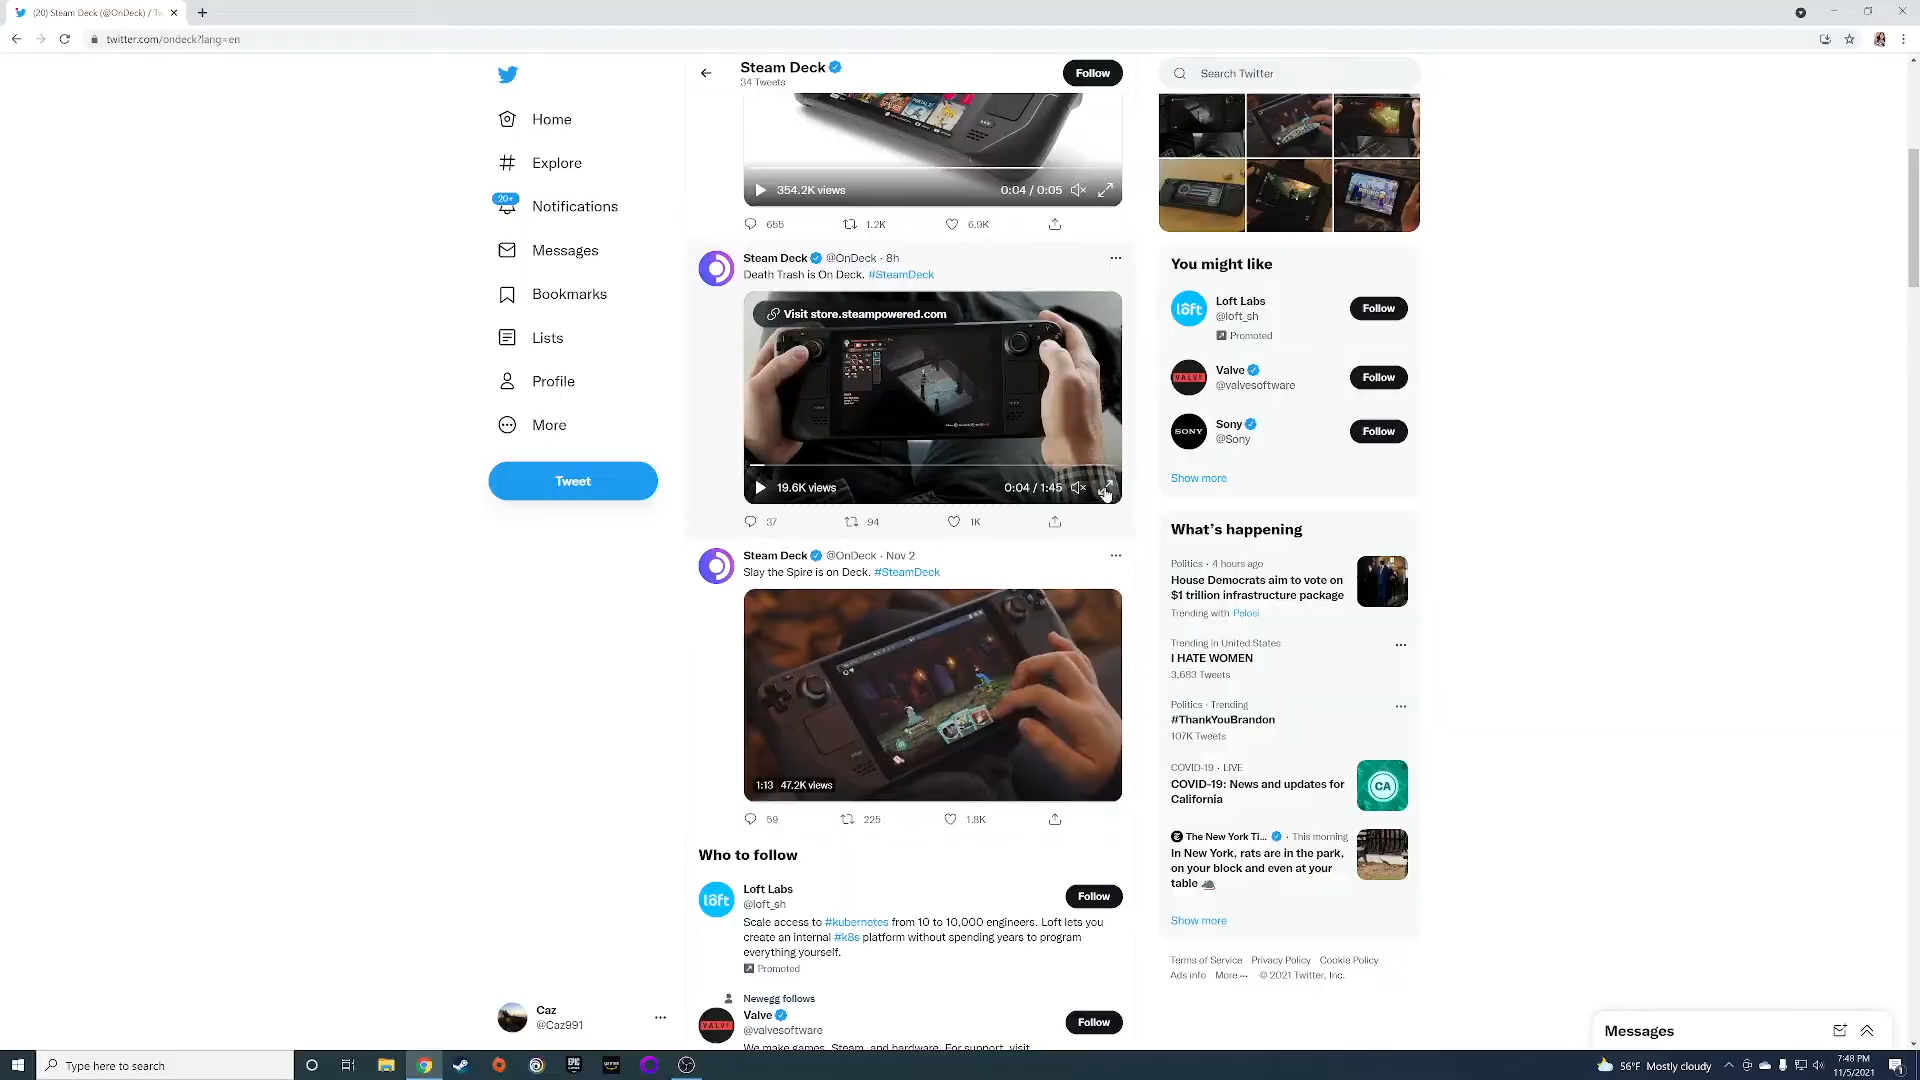 (20) Steam Deck (@OnDeck) / Tw
twitter.com/ondeck?lang=en
Home
Explore
20+
Notifications
Messages
Bookmarks
Lists
Profile
More
Tweet
Caz
@Caz991
Steam Deck
34 Tweets
Follow
354.2K views
0:04 / 0:05
655
1.2K
6.9K
Steam Deck @OnDeck · 8h
Death Trash is On Deck. #SteamDeck
Visit store.steampowered.com
19.6K views
0:04 / 1:45
37
94
1K
Steam Deck @OnDeck · Nov 2
Slay the Spire is on Deck. #SteamDeck
1:13 47.2K views
59
225
1.8K
Who to follow
loft
Loft Labs
@loft_sh
Follow
Scale access to #kubernetes from 10 to 10,000 engineers. Loft lets you
create an internal #k8s platform without spending years to program
everything yourself.
Promoted
Newegg follows
VALVE
Valve
@valvesoftware
Follow
We make games, Steam, and hardware. For support, visit
Search Twitter
You might like
loft
Loft Labs
@loft_sh
Promoted
Follow
VALVE
Valve
@valvesoftware
Follow
SONY
Sony
@Sony
Follow
Show more
What's happening
Politics · 4 hours ago
House Democrats aim to vote on
$1 trillion infrastructure package
Trending with Pelosi
Trending in United States
I HATE WOMEN
3,683 Tweets
Politics · Trending
#ThankYouBrandon
107K Tweets
COVID-19 · LIVE
COVID-19: News and updates for
California
CA
The New York Ti... · This morning
In New York, rats are in the park,
on your block and even at your
table
Show more
Terms of Service Privacy Policy Cookie Policy
Ads info More ··· © 2021 Twitter, Inc.
Messages
Type here to search
56°F Mostly cloudy
7:48 PM
11/5/2021